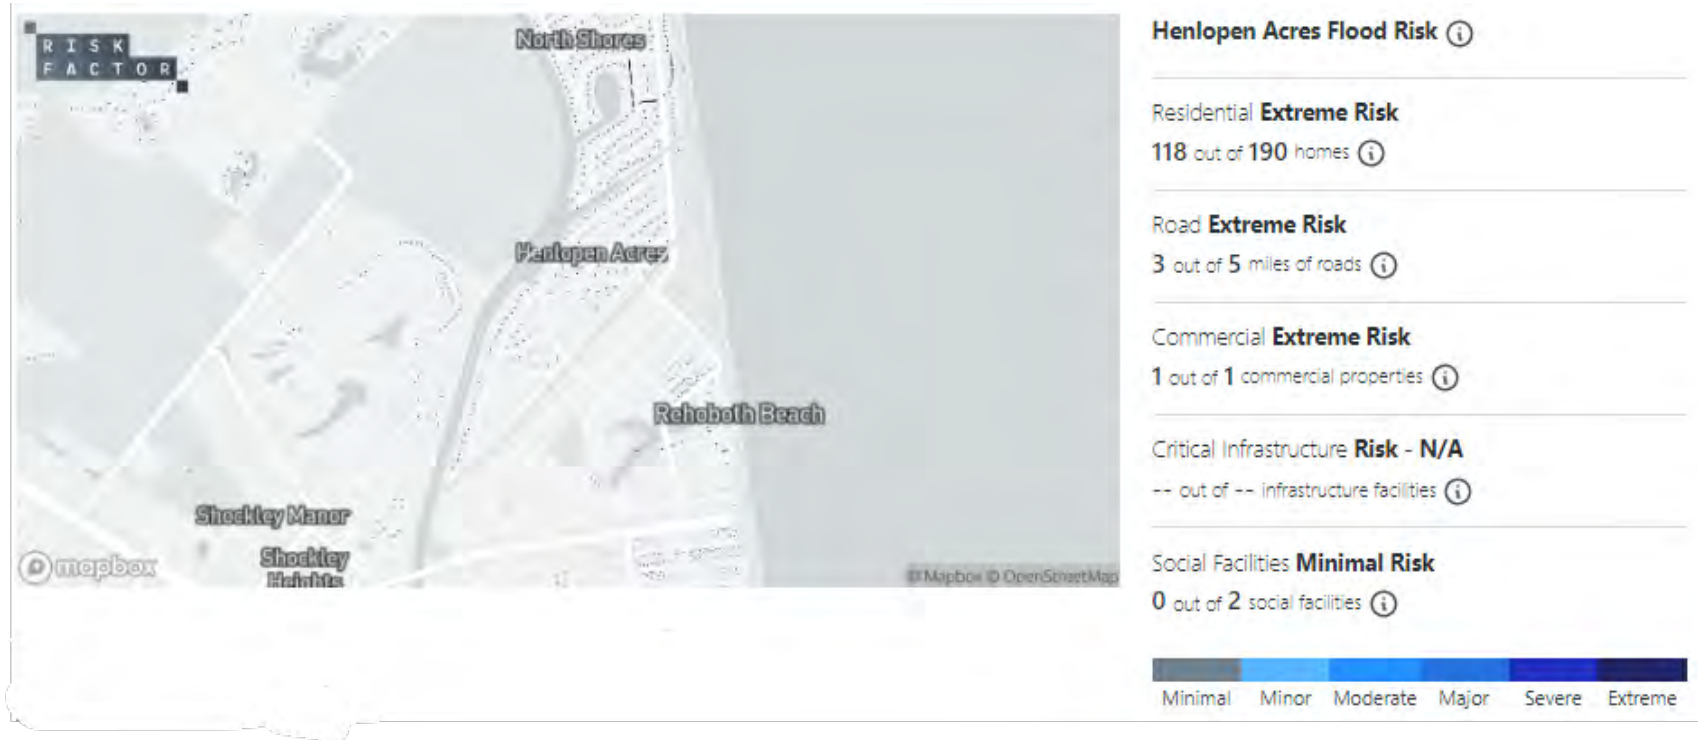 RISK
FACTOR
North Shores
Henlopen Acres
Rehoboth Beach
Shockley Manor
Shockley
Heights
mapbox
© Mapbox © OpenStreetMap
Henlopen Acres Flood Risk
Residential Extreme Risk
118 out of 190 homes
Road Extreme Risk
3 out of 5 miles of roads
Commercial Extreme Risk
1 out of 1 commercial properties
Critical Infrastructure Risk - N/A
-- out of -- infrastructure facilities
Social Facilities Minimal Risk
0 out of 2 social facilities
Minimal Minor Moderate Major Severe Extreme